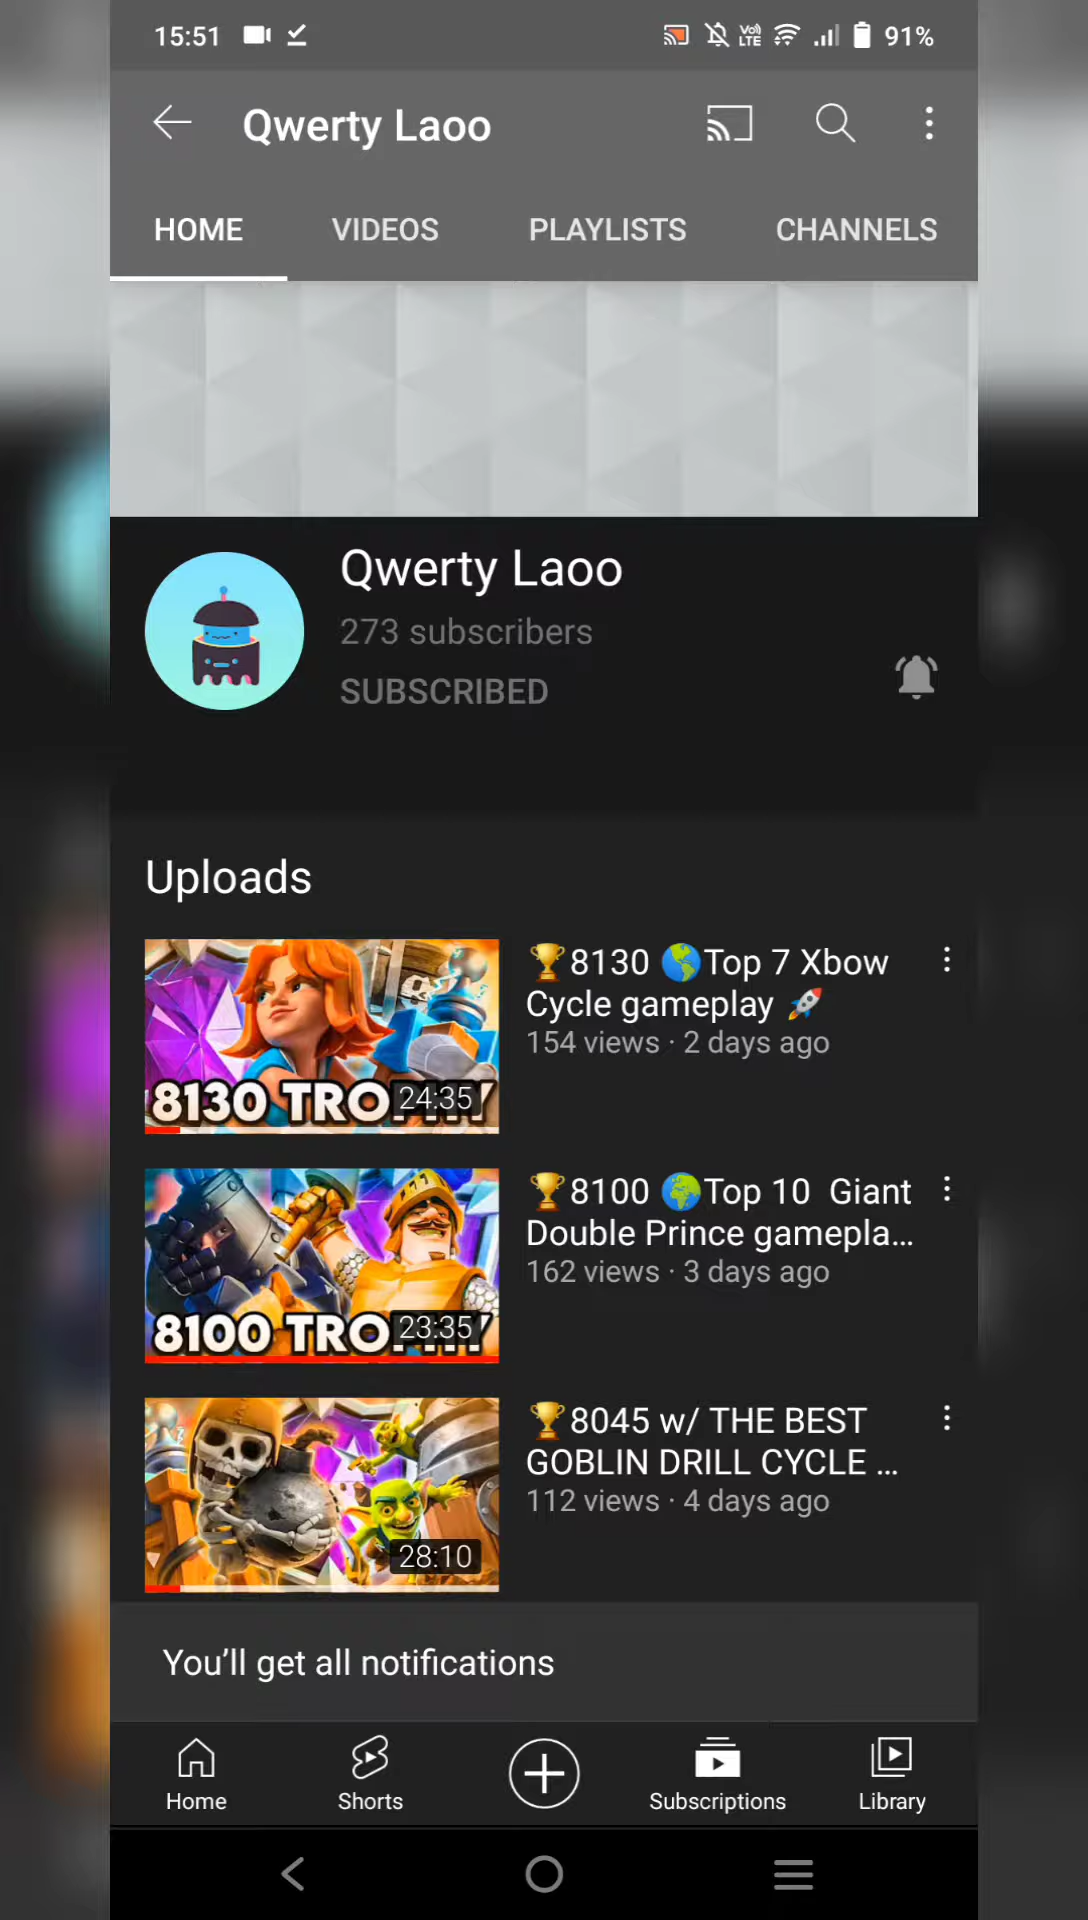 15:51
Vo) LTE
91%
Qwerty Laoo
HOME VIDEOS PLAYLISTS CHANNELS
Qwerty Laoo
273 subscribers
SUBSCRIBED
Uploads
8130 TRO
24:35
🏆8130 🌎Top 7 Xbow
Cycle gameplay 🚀
154 views · 2 days ago
8100 TRO
23:35
🏆8100 🌍Top 10 Giant
Double Prince gamepla...
162 views · 3 days ago
28:10
🏆8045 w/ THE BEST
GOBLIN DRILL CYCLE ...
112 views · 4 days ago
You’ll get all notifications
Home Shorts Subscriptions Library